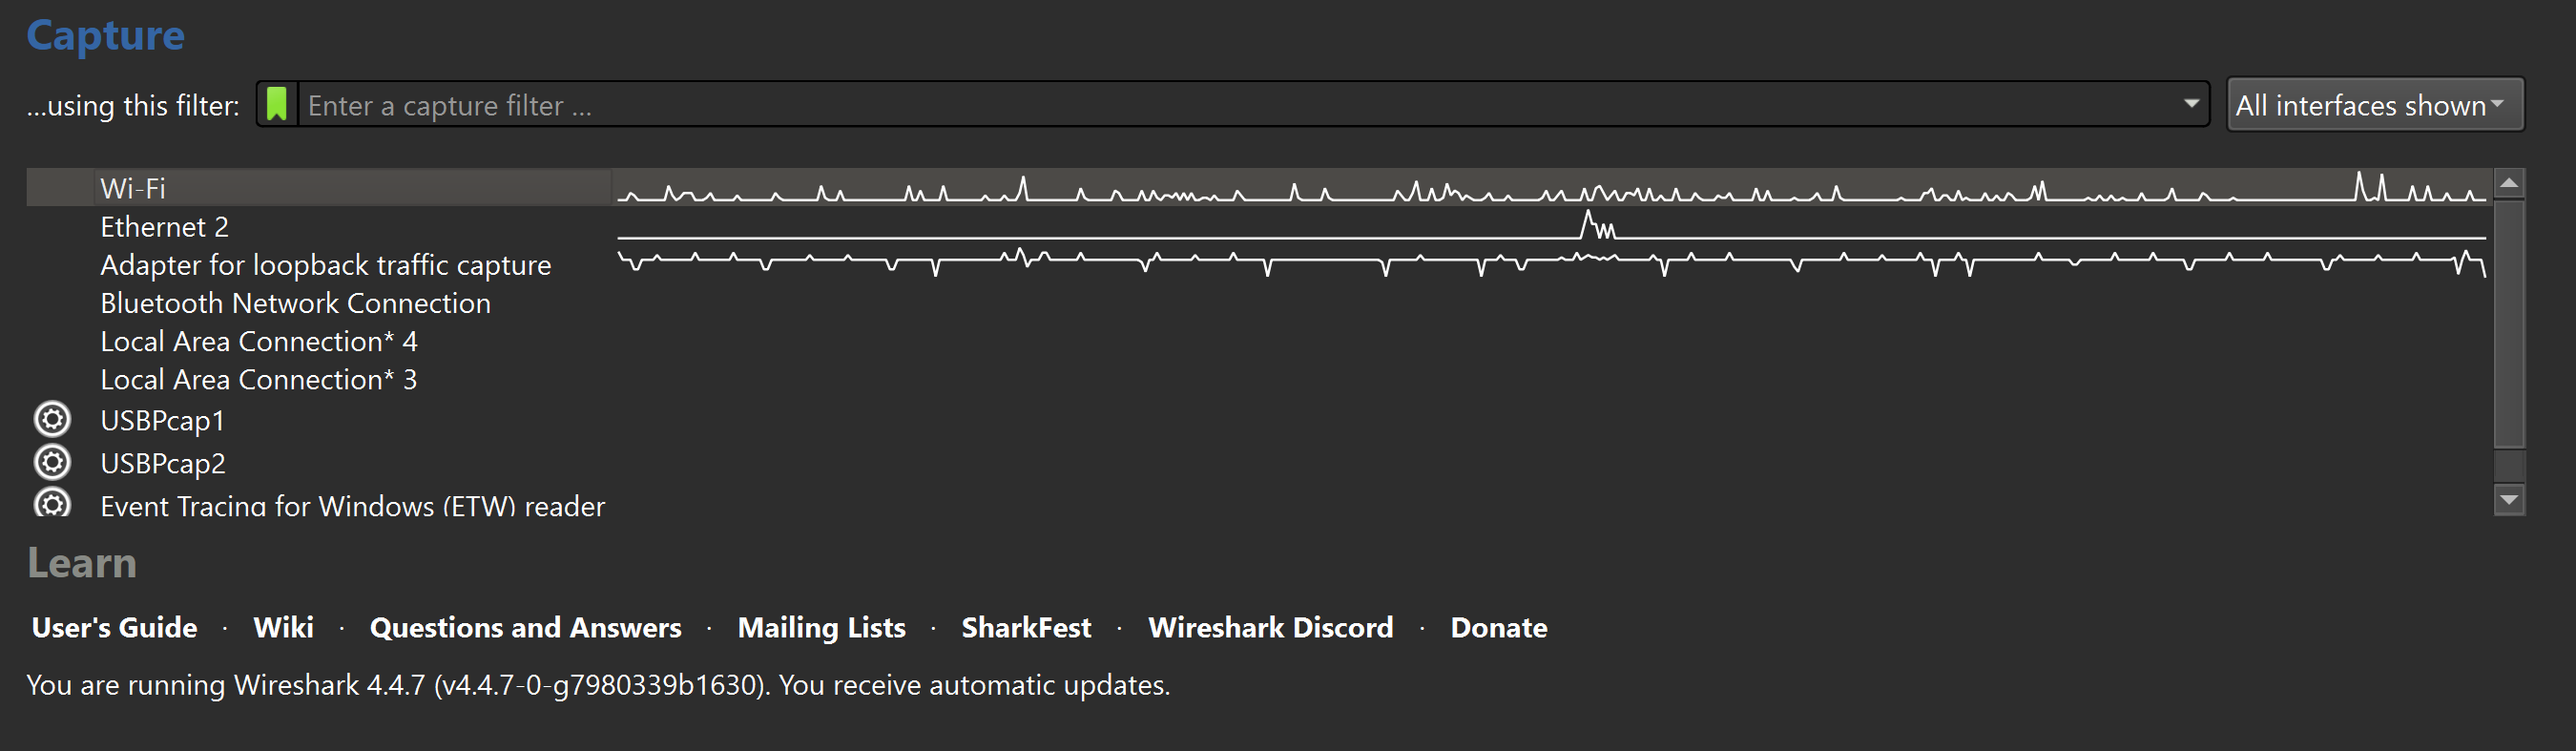 Capture
...using this filter: Enter a capture filter ... All interfaces shown
Wi-Fi
Ethernet 2
Adapter for loopback traffic capture
Bluetooth Network Connection
Local Area Connection* 4
Local Area Connection* 3
USBPcap1
USBPcap2
Event Tracing for Windows (ETW) reader
Learn
User's Guide · Wiki · Questions and Answers · Mailing Lists · SharkFest · Wireshark Discord · Donate
You are running Wireshark 4.4.7 (v4.4.7-0-g7980339b1630). You receive automatic updates.